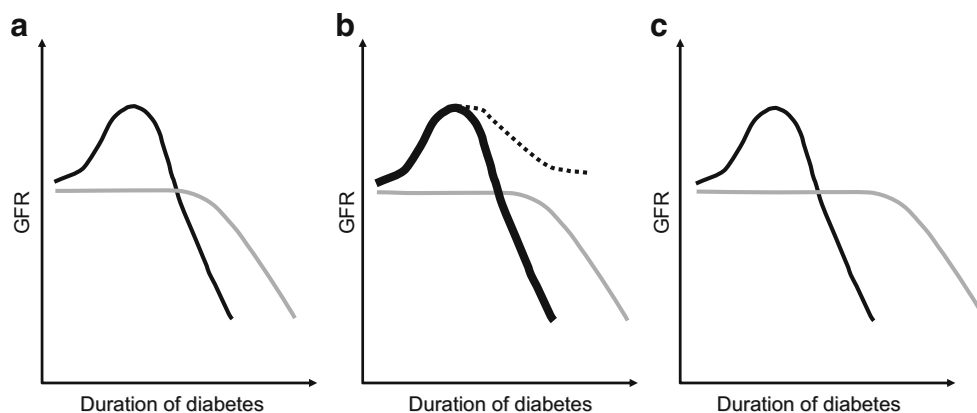 a
GFR
Duration of diabetes
b
GFR
Duration of diabetes
c
GFR
Duration of diabetes